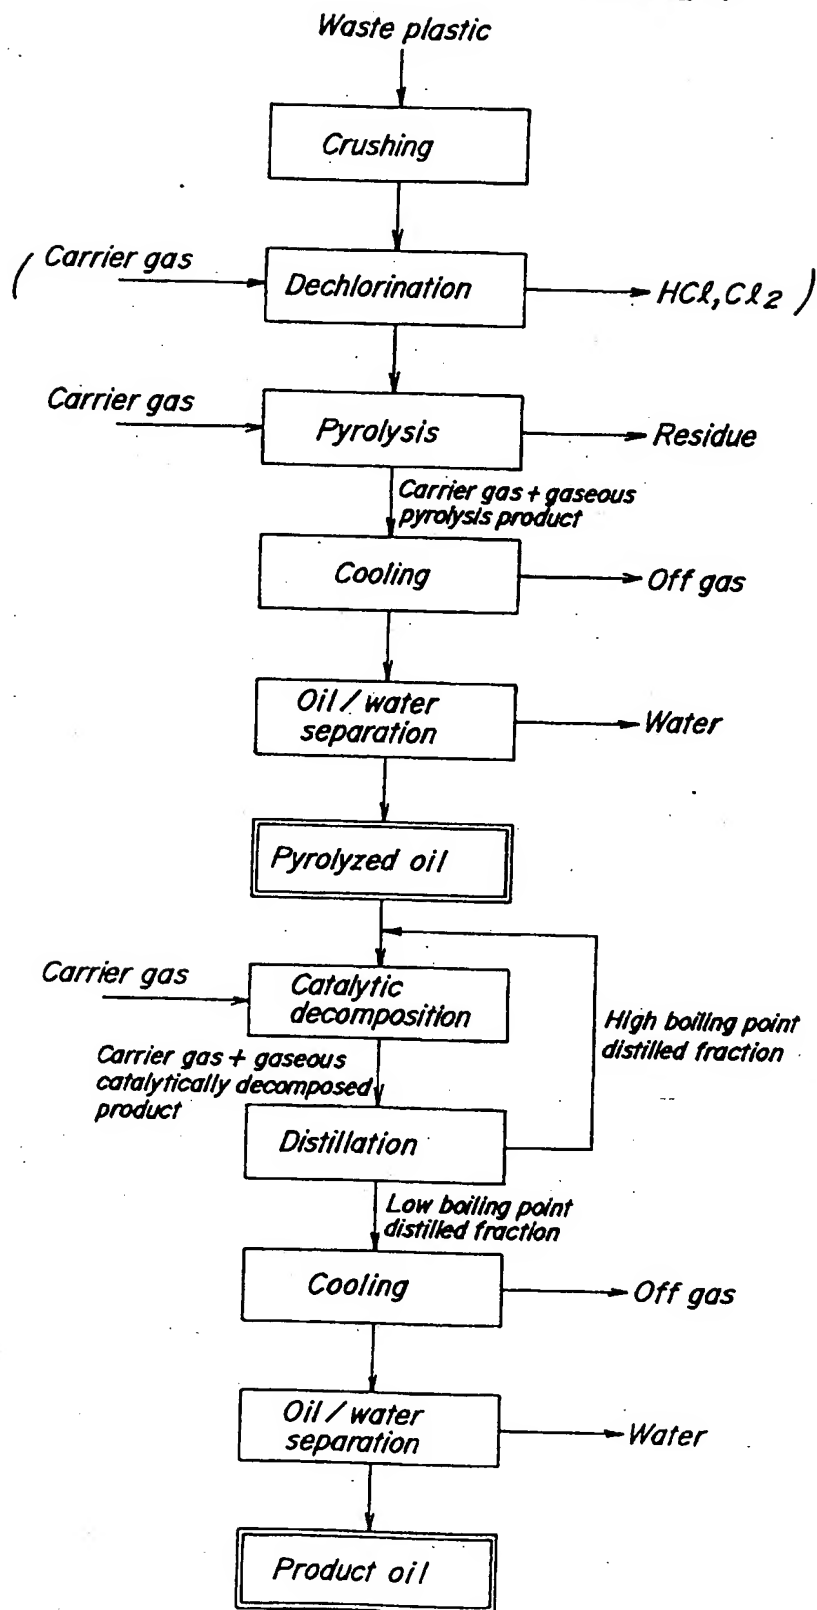 Waste plastic
Crushing
( Carrier gas
Dechlorination
HCl, Cl2 )
Carrier gas
Pyrolysis
Residue
Carrier gas + gaseous
pyrolysis product
Cooling
Off gas
Oil / water
separation
Water
Pyrolyzed oil
Carrier gas
Catalytic
decomposition
High boiling point
distilled fraction
Carrier gas + gaseous
catalytically decomposed
product
Distillation
Low boiling point
distilled fraction
Cooling
Off gas
Oil / water
separation
Water
Product oil